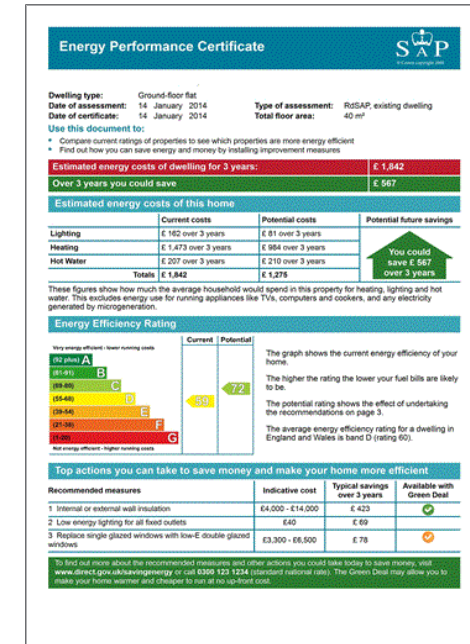 Energy Performance Certificate
SAP
© Crown copyright 2009
Dwelling type: Ground-floor flat
Date of assessment: 14 January 2014 Type of assessment: RdSAP, existing dwelling
Date of certificate: 14 January 2014 Total floor area: 40 m²
Use this document to:
• Compare current ratings of properties to see which properties are more energy efficient
• Find out how you can save energy and money by installing improvement measures
Estimated energy costs of dwelling for 3 years: £ 1,842
Over 3 years you could save £ 567
Estimated energy costs of this home
Current costs Potential costs Potential future savings
Lighting £ 162 over 3 years £ 81 over 3 years
Heating £ 1,473 over 3 years £ 984 over 3 years
Hot Water £ 207 over 3 years £ 210 over 3 years
Totals £ 1,842 £ 1,275
You could
save £ 567
over 3 years
These figures show how much the average household would spend in this property for heating, lighting and hot
water. This excludes energy use for running appliances like TVs, computers and cookers, and any electricity
generated by microgeneration.
Energy Efficiency Rating
Current Potential
Very energy efficient - lower running costs
(92 plus) A
(81-91) B
(69-80) C
(55-68) D
(39-54) E
(21-38) F
(1-20) G
Not energy efficient - higher running costs
72
The graph shows the current energy efficiency of your
home.
The higher the rating the lower your fuel bills are likely
to be.
The potential rating shows the effect of undertaking
the recommendations on page 3.
The average energy efficiency rating for a dwelling in
England and Wales is band D (rating 60).
Top actions you can take to save money and make your home more efficient
Recommended measures Indicative cost Typical savings over 3 years Available with Green Deal
1 Internal or external wall insulation £4,000 - £14,000 £ 423
2 Low energy lighting for all fixed outlets £40 £ 69
3 Replace single glazed windows with low-E double glazed
windows £3,300 - £6,500 £ 78
To find out more about the recommended measures and other actions you could take today to save money, visit
www.direct.gov.uk/savingenergy or call 0300 123 1234 (standard national rate). The Green Deal may allow you to
make your home warmer and cheaper to run at no up-front cost.